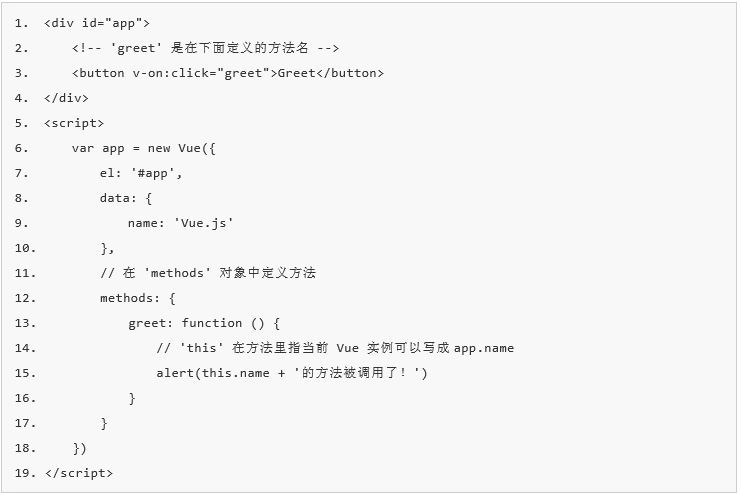 1. <div id="app">
2. <!-- 'greet' 是在下面定义的方法名 -->
3. <button v-on:click="greet">Greet</button>
4. </div>
5. <script>
6. var app = new Vue({
7. el: '#app',
8. data: {
9. name: 'Vue.js'
10. },
11. // 在 'methods' 对象中定义方法
12. methods: {
13. greet: function () {
14. // 'this' 在方法里指当前 Vue 实例可以写成 app.name
15. alert(this.name + '的方法被调用了！')
16. }
17. }
18. })
19. </script>